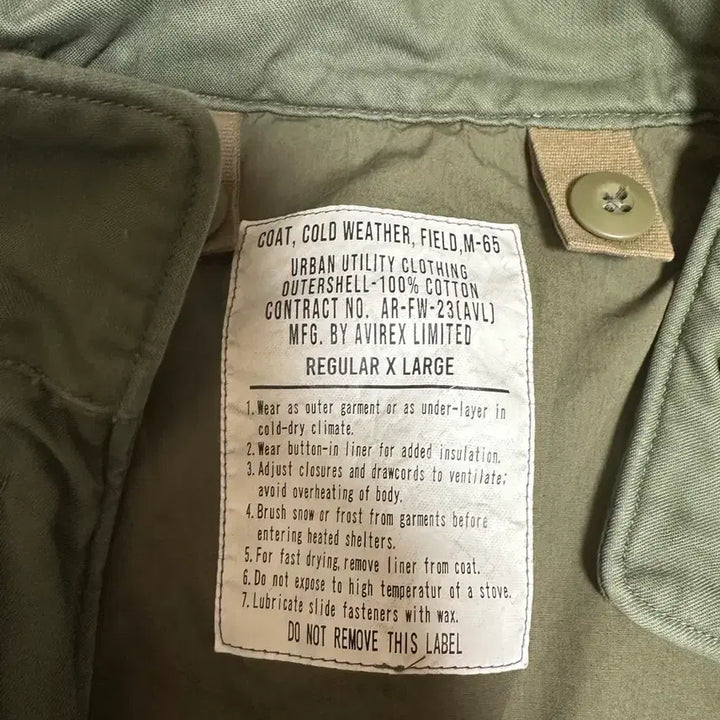 COAT, COLD WEATHER, FIELD,M-65
URBAN UTILITY CLOTHING
OUTERSHELL-100% COTTON
CONTRACT NO. AR-FW-23(AVL)
MFG. BY AVIREX LIMITED
REGULAR X LARGE
1. Wear as outer garment or as under-layer in
cold-dry climate.
2. Wear button-in liner for added insulation.
3. Adjust closures and drawcords to ventilate;
avoid overheating of body.
4. Brush snow or frost from garments before
entering heated shelters.
5. For fast drying, remove liner from coat.
6. Do not expose to high temperatur of a stove.
7. Lubricate slide fasteners with wax.
DO NOT REMOVE THIS LABEL